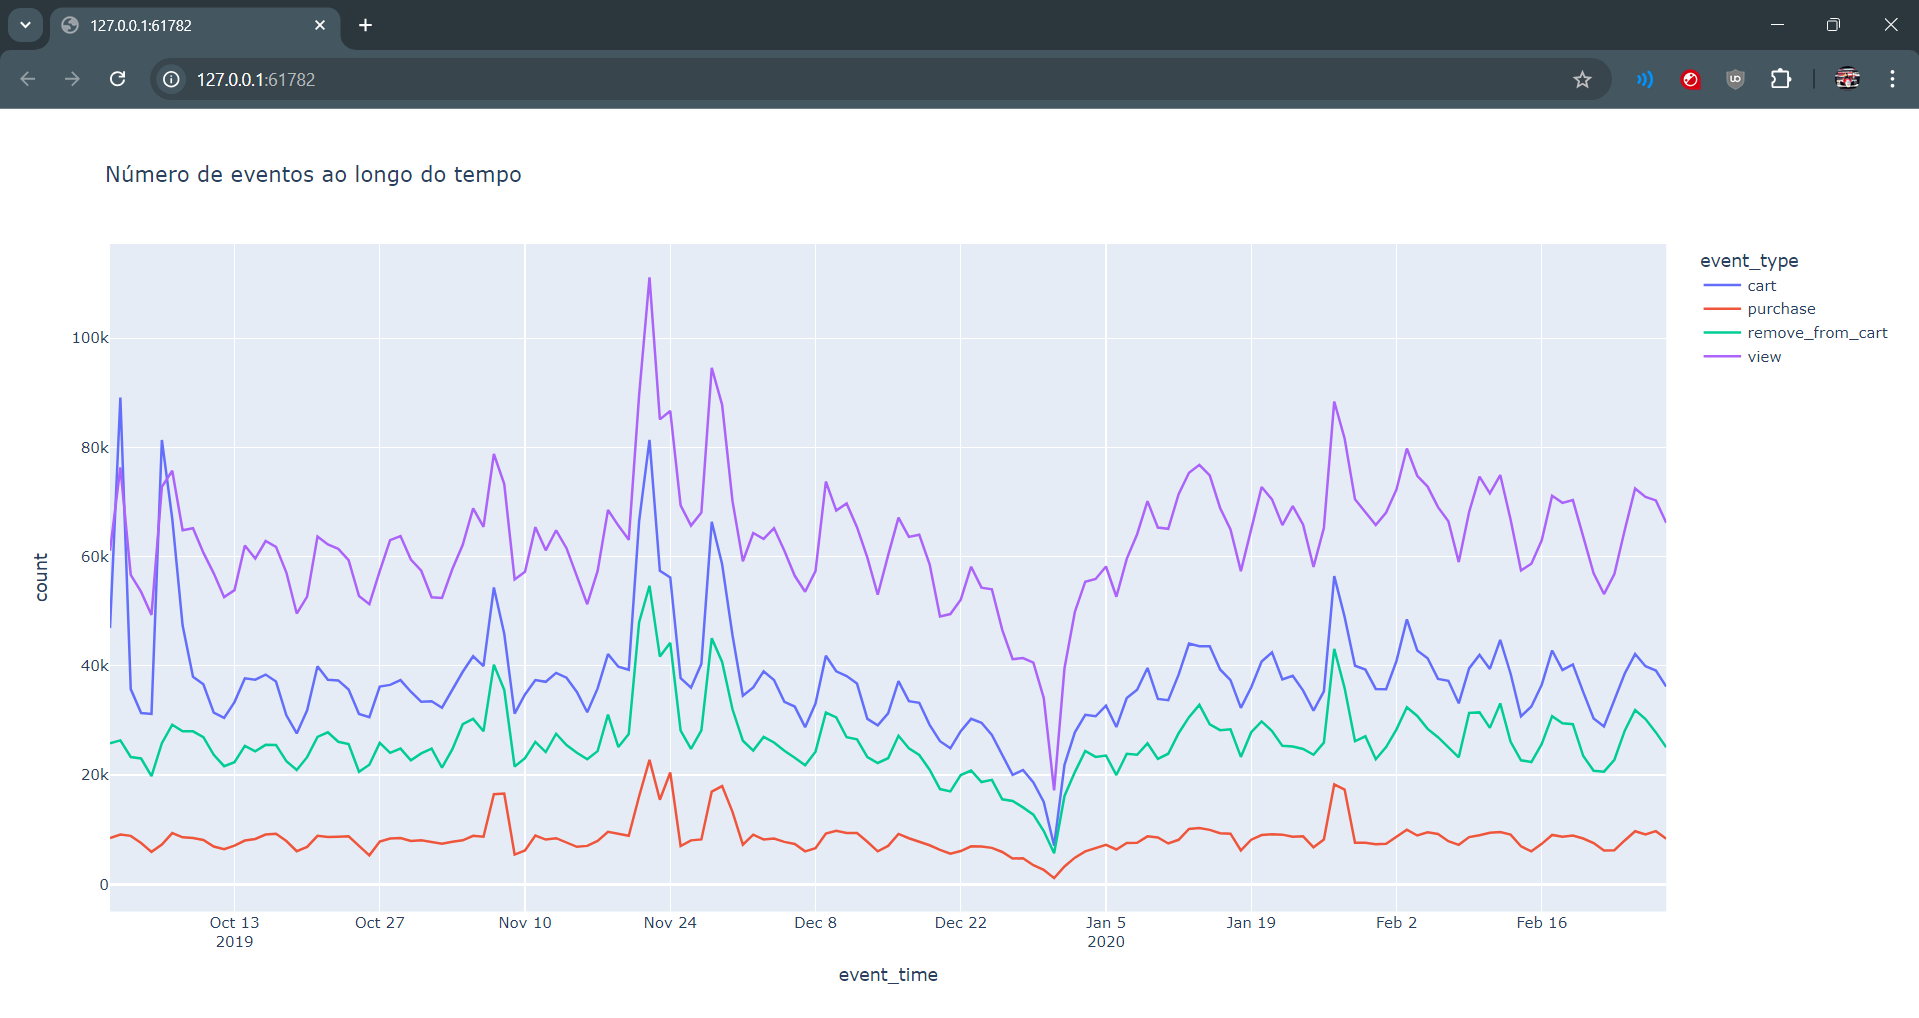 127.0.0.1:61782
127.0.0.1:61782
Número de eventos ao longo do tempo
event_type
cart
purchase
remove_from_cart
view
count
100k
80k
60k
40k
20k
0
Oct 13
2019
Oct 27
Nov 10
Nov 24
Dec 8
Dec 22
Jan 5
2020
Jan 19
Feb 2
Feb 16
event_time